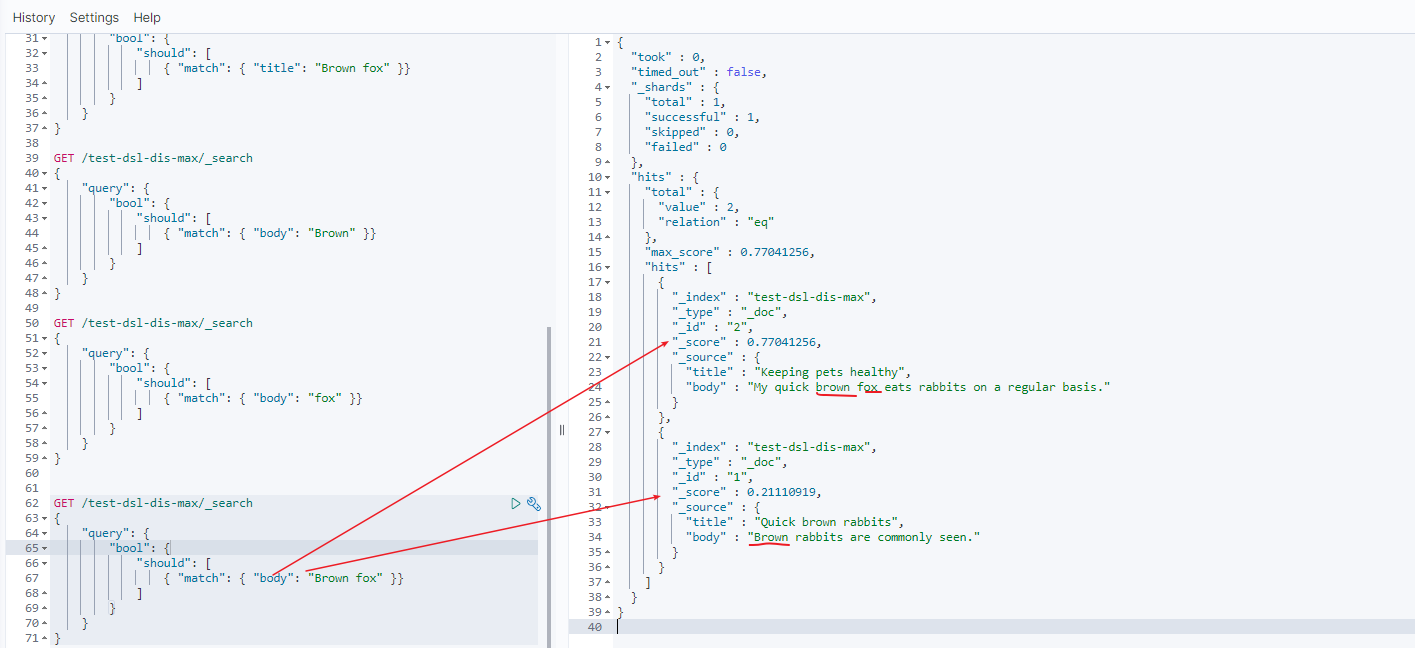 History Settings Help
31 "bool": {
32 "should": [
33 { "match": { "title": "Brown fox" }}
34 ]
35 }
36 }
37 }
38
39 GET /test-dsl-dis-max/_search
40 {
41 "query": {
42 "bool": {
43 "should": [
44 { "match": { "body": "Brown" }}
45 ]
46 }
47 }
48 }
49
50 GET /test-dsl-dis-max/_search
51 {
52 "query": {
53 "bool": {
54 "should": [
55 { "match": { "body": "fox" }}
56 ]
57 }
58 }
59 }
60
61
62 GET /test-dsl-dis-max/_search
63 {
64 "query": {
65 "bool": {
66 "should": [
67 { "match": { "body": "Brown fox" }}
68 ]
69 }
70 }
71 }
1 {
2 "took" : 0,
3 "timed_out" : false,
4 "_shards" : {
5 "total" : 1,
6 "successful" : 1,
7 "skipped" : 0,
8 "failed" : 0
9 },
10 "hits" : {
11 "total" : {
12 "value" : 2,
13 "relation" : "eq"
14 },
15 "max_score" : 0.77041256,
16 "hits" : [
17 {
18 "_index" : "test-dsl-dis-max",
19 "_type" : "_doc",
20 "_id" : "2",
21 "_score" : 0.77041256,
22 "_source" : {
23 "title" : "Keeping pets healthy",
24 "body" : "My quick brown fox eats rabbits on a regular basis."
25 }
26 },
27 {
28 "_index" : "test-dsl-dis-max",
29 "_type" : "_doc",
30 "_id" : "1",
31 "_score" : 0.21110919,
32 "_source" : {
33 "title" : "Quick brown rabbits",
34 "body" : "Brown rabbits are commonly seen."
35 }
36 }
37 ]
38 }
39 }
40